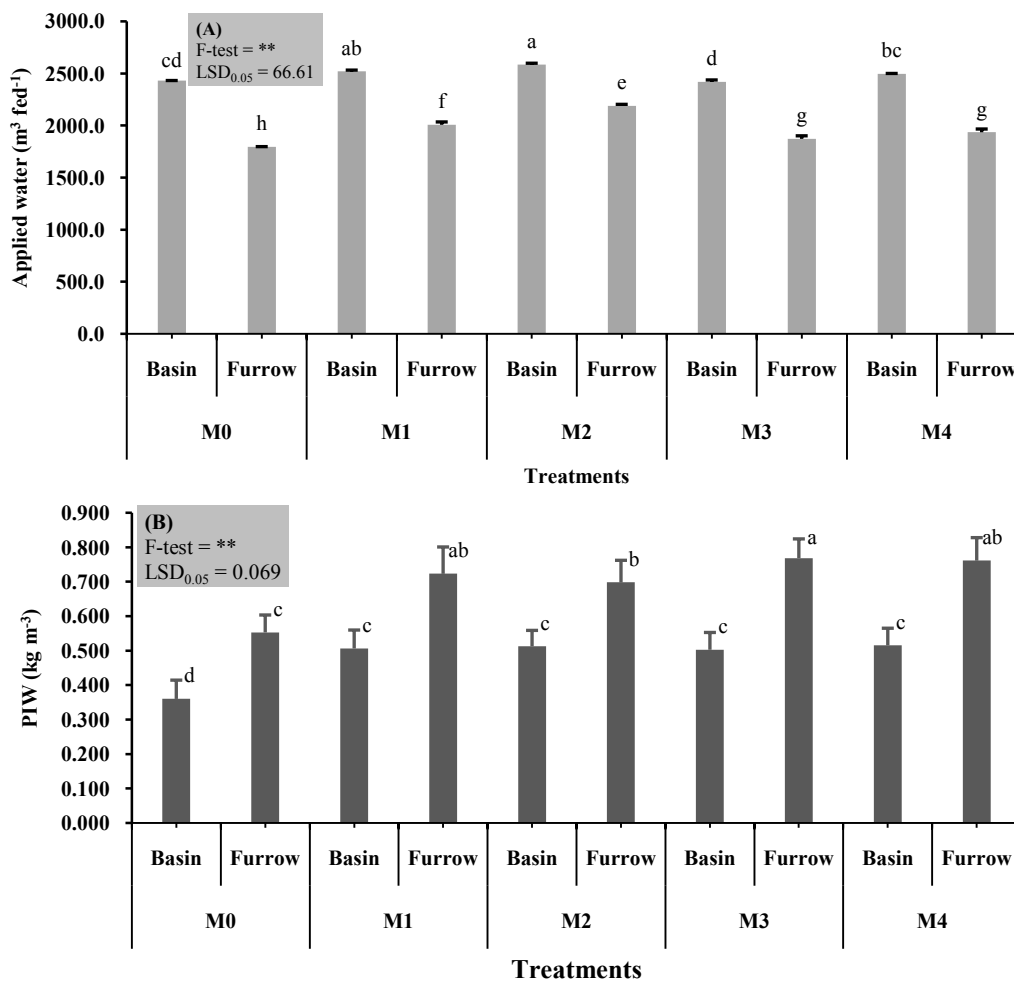 3000.0
2500.0
2000.0
1500.0
1000.0
500.0
0.0
Applied water (m³ fed⁻¹)
(A)
F-test = **
LSD0.05 = 66.61
cd h ab f a e d g bc g
Basin Furrow Basin Furrow Basin Furrow Basin Furrow Basin Furrow
M0 M1 M2 M3 M4
Treatments
0.900
0.800
0.700
0.600
0.500
0.400
0.300
0.200
0.100
0.000
PIW (kg m⁻³)
(B)
F-test = **
LSD0.05 = 0.069
d c c ab c b c a c ab
Basin Furrow Basin Furrow Basin Furrow Basin Furrow Basin Furrow
M0 M1 M2 M3 M4
Treatments